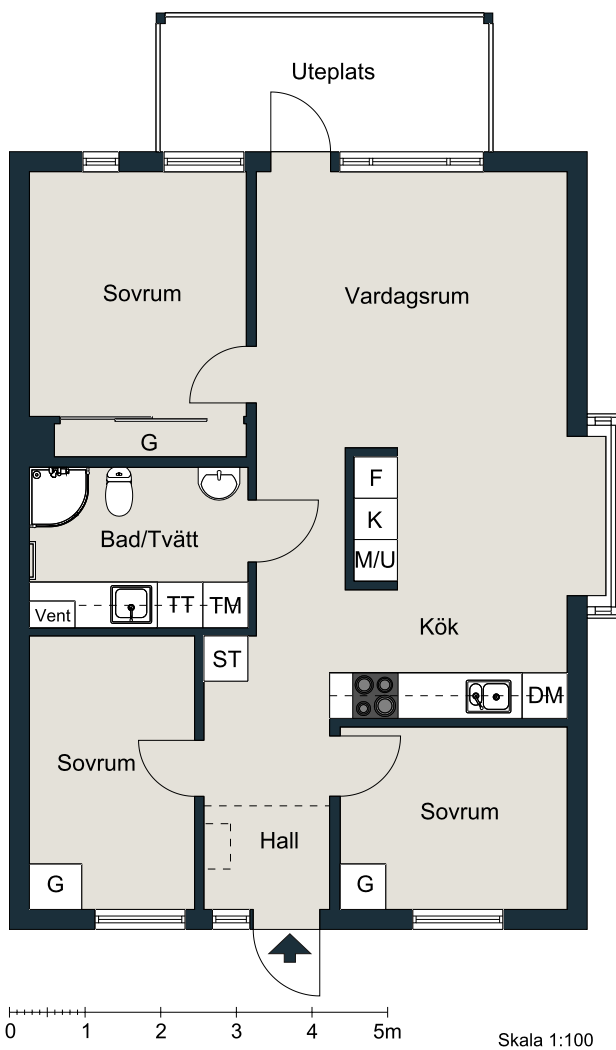 Uteplats
Sovrum
Vardagsrum
G
F
K
M/U
Bad/Tvätt
Vent
TT
TM
Kök
ST
DM
Sovrum
Sovrum
Hall
G
G
0 1 2 3 4 5m
Skala 1:100